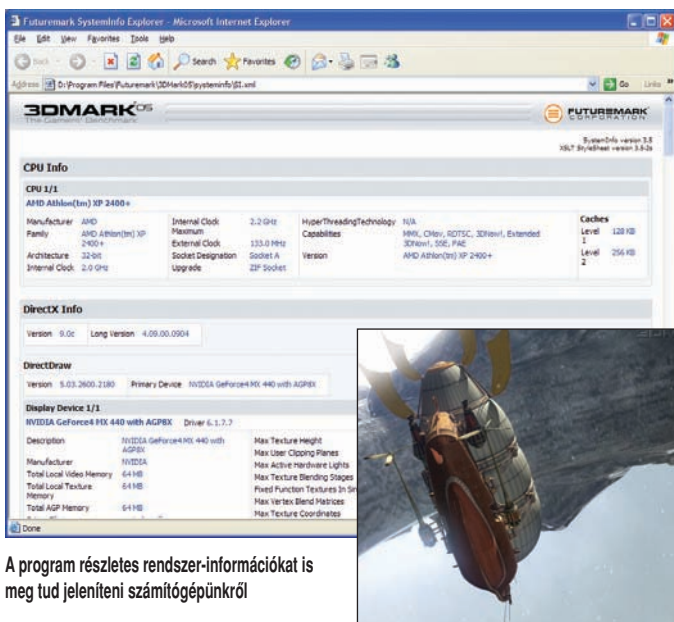 Futuremark SystemInfo Explorer - Microsoft Internet Explorer
File Edit View Favorites Tools Help
Back Search Favorites
Address D:\Program Files\Futuremark\3DMark05\systeminfo\SI.xml Go Links
3DMARK05
The Gamers' Benchmark
FUTUREMARK
CORPORATION
SystemInfo version 3.5
XSLT StyleSheet version 3.5-2s
CPU Info
CPU 1/1
AMD Athlon(tm) XP 2400+
Manufacturer AMD
Family AMD Athlon(tm) XP 2400+
Architecture 32-bit
Internal Clock 2.0 GHz
Internal Clock Maximum 2.2 GHz
External Clock 133.0 MHz
Socket Designation Socket A
Upgrade ZIF Socket
HyperThreadingTechnology N/A
Capabilities MMX, CMov, RDTSC, 3DNow!, Extended 3DNow!, SSE, PAE
Version AMD Athlon(tm) XP 2400+
Caches
Level 1 128 KB
Level 2 256 KB
DirectX Info
Version 9.0c Long Version 4.09.00.0904
DirectDraw
Version 5.03.2600.2180 Primary Device NVIDIA GeForce4 MX 440 with AGP8X
Display Device 1/1
NVIDIA GeForce4 MX 440 with AGP8X Driver 6.1.7.7
Description NVIDIA GeForce4 MX 440 with AGP8X
Manufacturer NVIDIA
Total Local Video Memory 64 MB
Total Local Texture Memory 64 MB
Total AGP Memory 64 MB
Max Texture Height
Max User Clipping Planes
Max Active Hardware Lights
Max Texture Blending Stages
Fixed Function Textures In Sin
Max Vertex Blend Matrices
Max Texture Coordinates
Done
A program részletes rendszer-információkat is
meg tud jeleníteni számítógépünkről